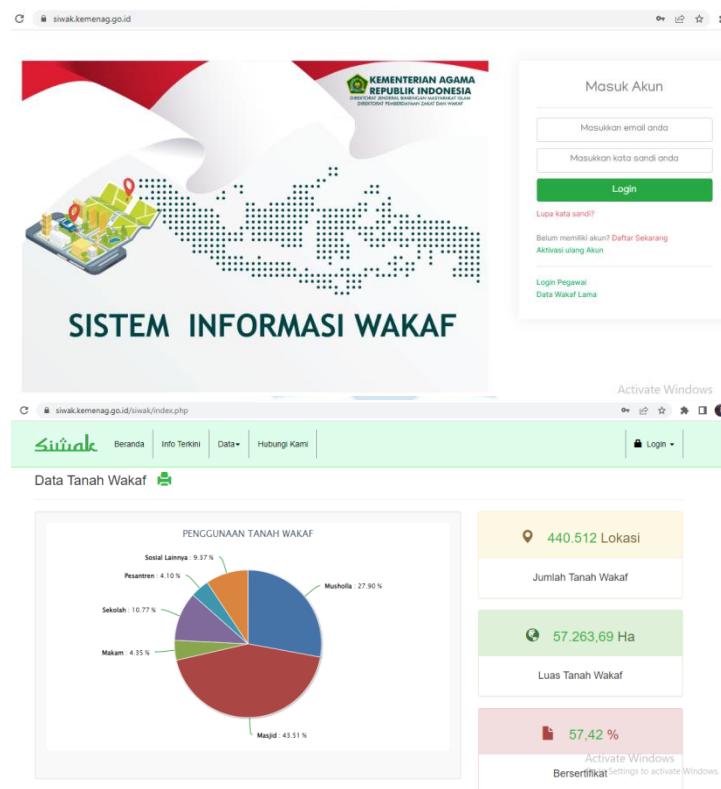 siwak.kemenag.go.id
KEMENTERIAN AGAMA
REPUBLIK INDONESIA
DIREKTORAT JENDERAL BIMBINGAN MASYARAKAT ISLAM
DIREKTORAT PEMBERDAYAAN ZAKAT DAN WAKAF
SISTEM INFORMASI WAKAF
Masuk Akun
Masukkan email anda
Masukkan kata sandi anda
Login
Lupa kata sandi?
Belum memiliki akun? Daftar Sekarang
Aktivasi ulang Akun
Login Pegawai
Data Wakaf Lama
Activate Windows
siwak.kemenag.go.id/siwak/index.php
Siwak
Beranda
Info Terkini
Data
Hubungi Kami
Login
Data Tanah Wakaf
PENGGUNAAN TANAH WAKAF
Sosial Lainnya : 9.37 %
Pesantren : 4.10 %
Musholla : 27.90 %
Sekolah : 10.77 %
Makam : 4.35 %
Masjid : 43.51 %
440.512 Lokasi
Jumlah Tanah Wakaf
57.263,69 Ha
Luas Tanah Wakaf
57,42 %
Activate Windows
Bersertifikat
Settings to activate Windows.